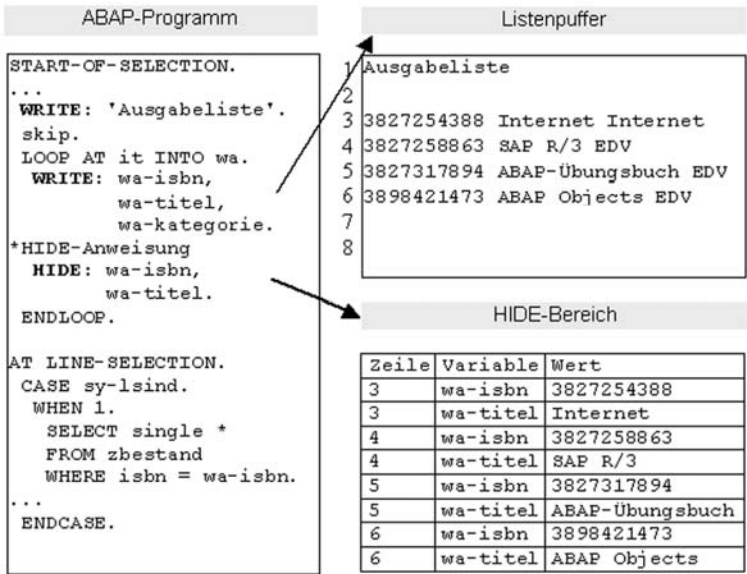 ABAP-Programm
START-OF-SELECTION.
...
WRITE: 'Ausgabeliste'.
skip.
LOOP AT it INTO wa.
WRITE: wa-isbn,
wa-titel,
wa-kategorie.
*HIDE-Anweisung
HIDE: wa-isbn,
wa-titel.
ENDLOOP.
AT LINE-SELECTION.
CASE sy-lsind.
WHEN 1.
SELECT single *
FROM zbestand
WHERE isbn = wa-isbn.
...
ENDCASE.
Listenpuffer
1 Ausgabeliste
2
3 3827254388 Internet Internet
4 3827258863 SAP R/3 EDV
5 3827317894 ABAP-Übungsbuch EDV
6 3898421473 ABAP Objects EDV
7
8
HIDE-Bereich
Zeile Variable Wert
3 wa-isbn 3827254388
3 wa-titel Internet
4 wa-isbn 3827258863
4 wa-titel SAP R/3
5 wa-isbn 3827317894
5 wa-titel ABAP-Übungsbuch
6 wa-isbn 3898421473
6 wa-titel ABAP Objects